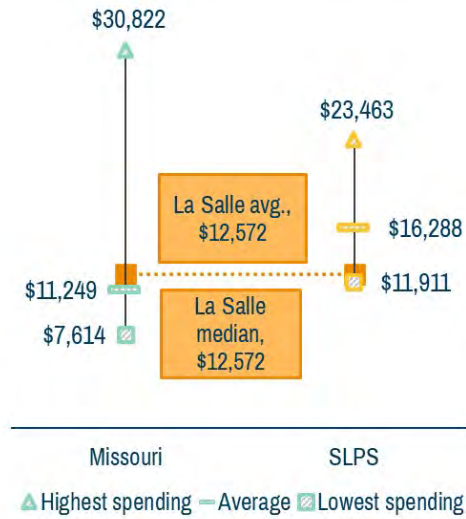 $30,822
$23,463
La Salle avg.,
$12,572
$16,288
$11,249
$11,911
La Salle
median,
$12,572
$7,614
Missouri
SLPS
Highest spending
Average
Lowest spending